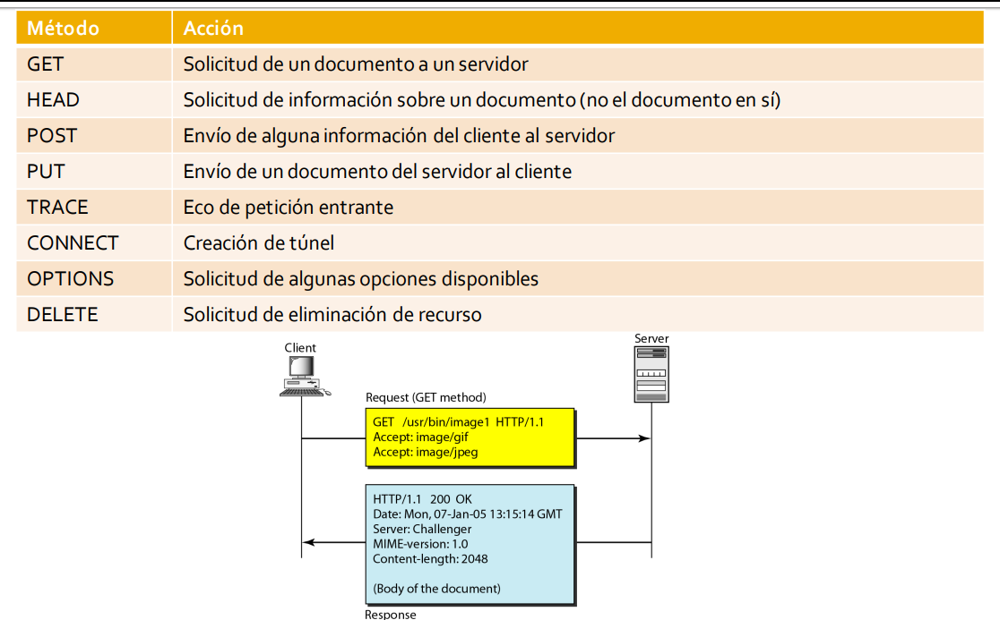 Método Acción
GET Solicitud de un documento a un servidor
HEAD Solicitud de información sobre un documento (no el documento en sí)
POST Envío de alguna información del cliente al servidor
PUT Envío de un documento del servidor al cliente
TRACE Eco de petición entrante
CONNECT Creación de túnel
OPTIONS Solicitud de algunas opciones disponibles
DELETE Solicitud de eliminación de recurso
Client
Server
Request (GET method)
GET /usr/bin/image1 HTTP/1.1
Accept: image/gif
Accept: image/jpeg
HTTP/1.1 200 OK
Date: Mon, 07-Jan-05 13:15:14 GMT
Server: Challenger
MIME-version: 1.0
Content-length: 2048
(Body of the document)
Response